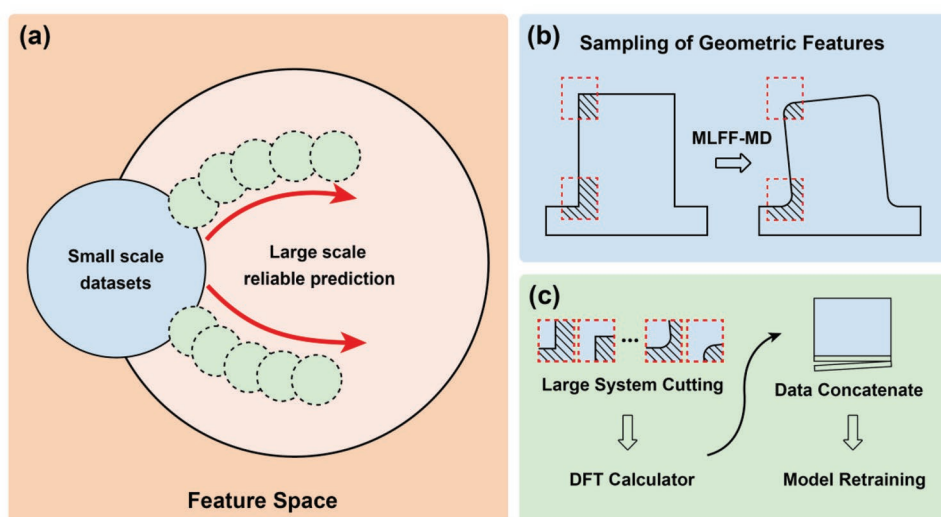 (a)
Small scale
datasets
Large scale
reliable prediction
Feature Space
(b)
Sampling of Geometric Features
MLFF-MD
(c)
...
Large System Cutting
DFT Calculator
Data Concatenate
Model Retraining